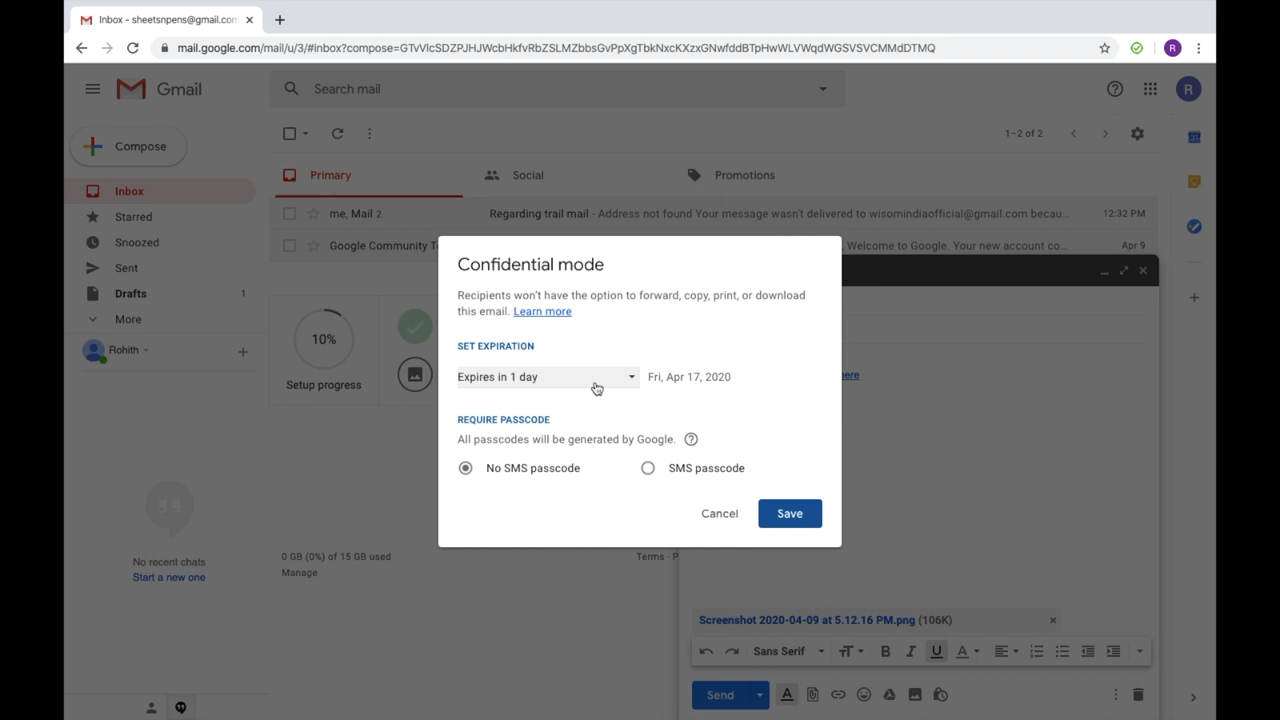 Inbox - sheetsnpens@gmail.com
mail.google.com/mail/u/3/#inbox?compose=GTvVlcSDZPJHJWcbHkfvRbZSLMZbbsGvPpXgTbkNxcKXzxGNwfddBTpHwWLVWqdWGSVSVCMMdDTMQ
R
Gmail
Search mail
R
Compose
1–2 of 2
Inbox
Primary
Social
Promotions
Starred
me, Mail 2
Regarding trail mail - Address not found Your message wasn't delivered to wisomindiaofficial@gmail.com becau...
12:32 PM
Snoozed
Google Community T
, Welcome to Google. Your new account co...
Apr 9
Sent
Drafts
1
More
Rohith
10%
Setup progress
Confidential mode
Recipients won't have the option to forward, copy, print, or download
this email. Learn more
SET EXPIRATION
Expires in 1 day
Fri, Apr 17, 2020
here
REQUIRE PASSCODE
All passcodes will be generated by Google.
No SMS passcode
SMS passcode
Cancel
Save
No recent chats
Start a new one
0 GB (0%) of 15 GB used
Manage
Terms · P
Screenshot 2020-04-09 at 5.12.16 PM.png (106K)
Sans Serif
Send